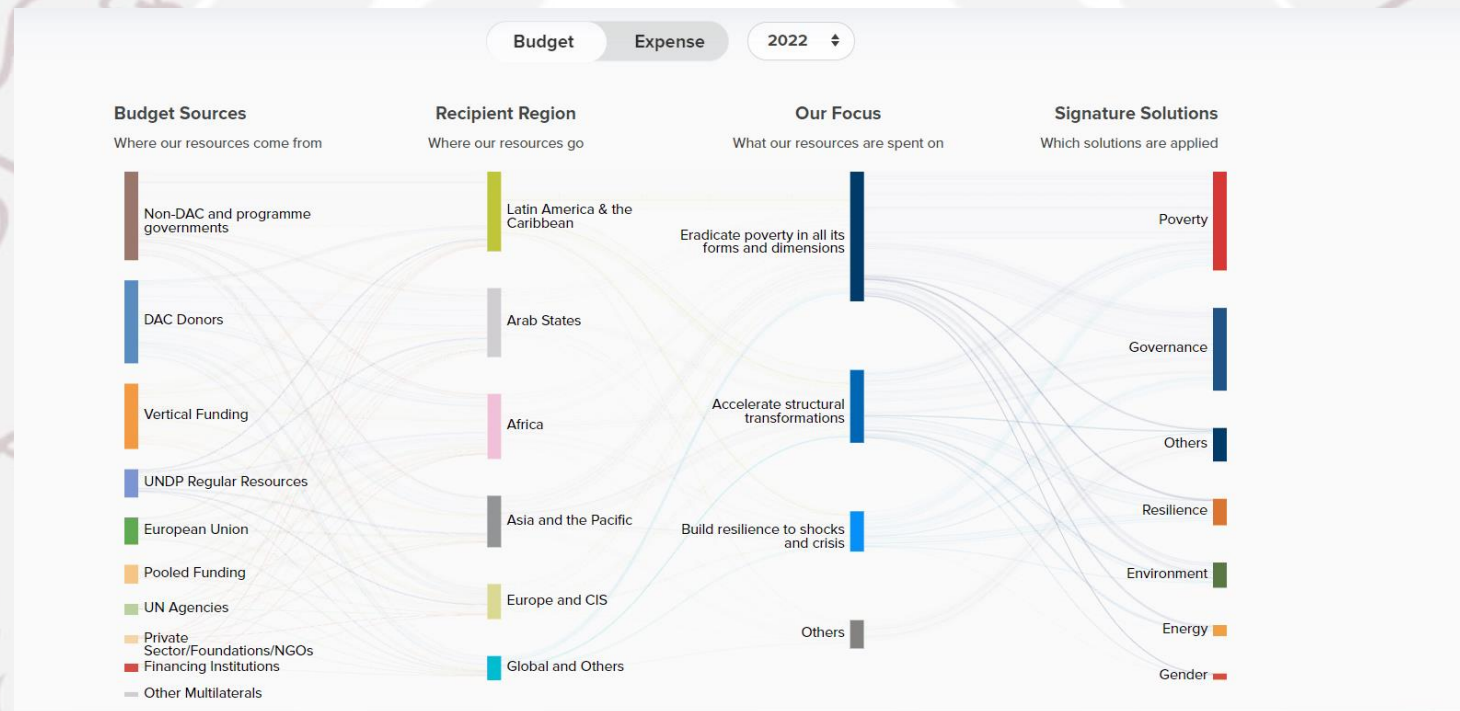 Budget
Expense
2022
Budget Sources
Where our resources come from
Recipient Region
Where our resources go
Our Focus
What our resources are spent on
Signature Solutions
Which solutions are applied
Non-DAC and programme
governments
DAC Donors
Vertical Funding
UNDP Regular Resources
European Union
Pooled Funding
UN Agencies
Private
Sector/Foundations/NGOs
Financing Institutions
Other Multilaterals
Latin America & the
Caribbean
Arab States
Africa
Asia and the Pacific
Europe and CIS
Global and Others
Eradicate poverty in all its
forms and dimensions
Accelerate structural
transformations
Build resilience to shocks
and crisis
Others
Poverty
Governance
Others
Resilience
Environment
Energy
Gender